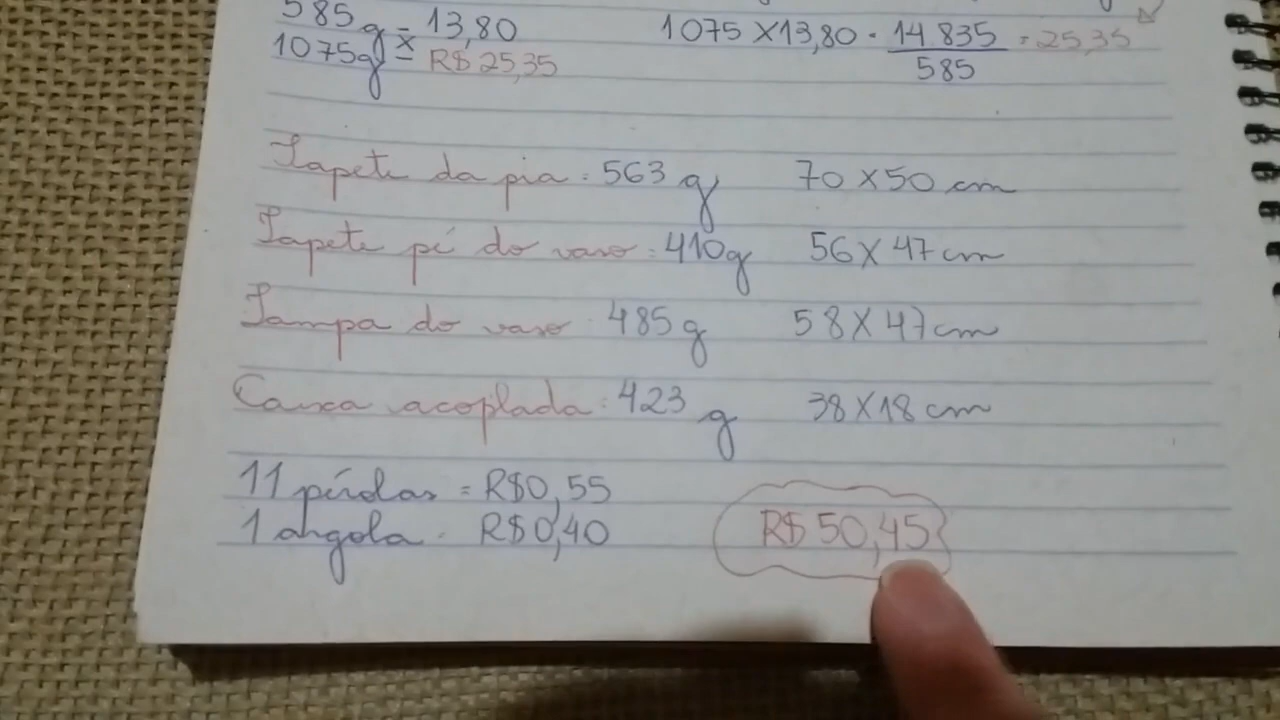 585g = 13,80 1075 X 13,80 = 14 835 = 25,35
1075g = X R$ 25,35 585
Tapete da pia: 563 g 70 X 50 cm
Tapete pé do vaso: 410g 56 X 47 cm
Tampa do vaso 485 g 58 X 47 cm
Caixa acoplada: 423 g 38 X 18 cm
11 pérolas = R$0,55
1 argola = R$0,40 R$ 50,45